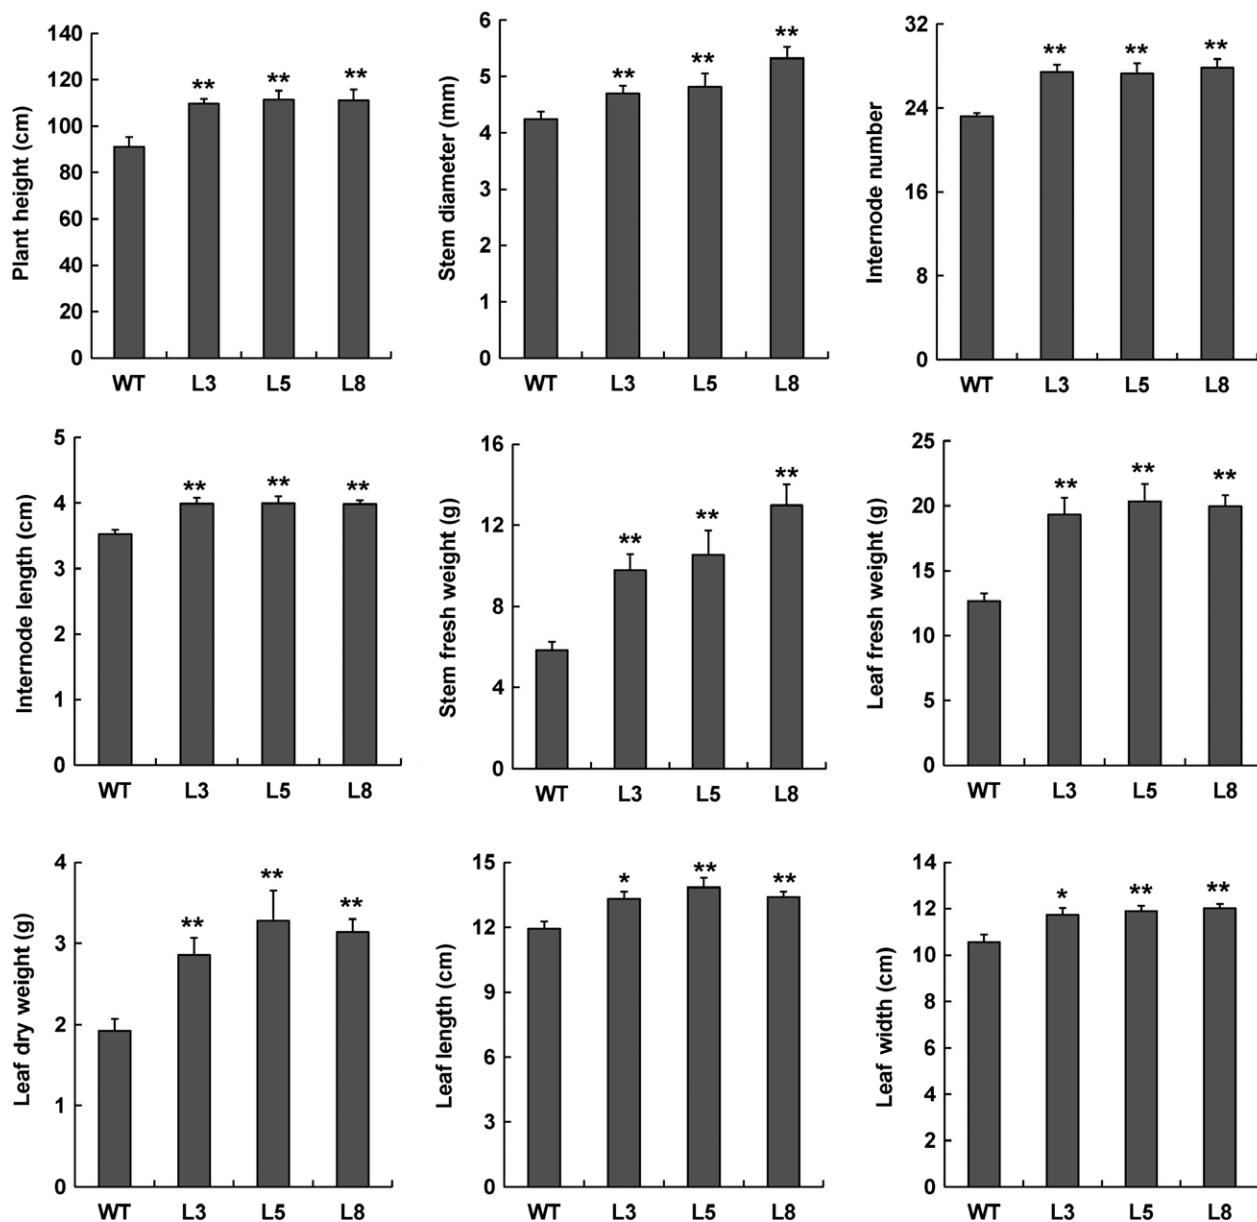 Plant height (cm)
140
120
100
80
60
40
20
0
** ** **
WT L3 L5 L8
Stem diameter (mm)
6
5
4
3
2
1
0
** ** **
WT L3 L5 L8
Internode number
32
24
16
8
0
** ** **
WT L3 L5 L8
Internode length (cm)
5
4
3
2
1
0
** ** **
WT L3 L5 L8
Stem fresh weight (g)
16
12
8
4
0
** ** **
WT L3 L5 L8
Leaf fresh weight (g)
25
20
15
10
5
0
** ** **
WT L3 L5 L8
Leaf dry weight (g)
4
3
2
1
0
** ** **
WT L3 L5 L8
Leaf length (cm)
15
12
9
6
3
0
* ** **
WT L3 L5 L8
Leaf width (cm)
14
12
10
8
6
4
2
0
* ** **
WT L3 L5 L8